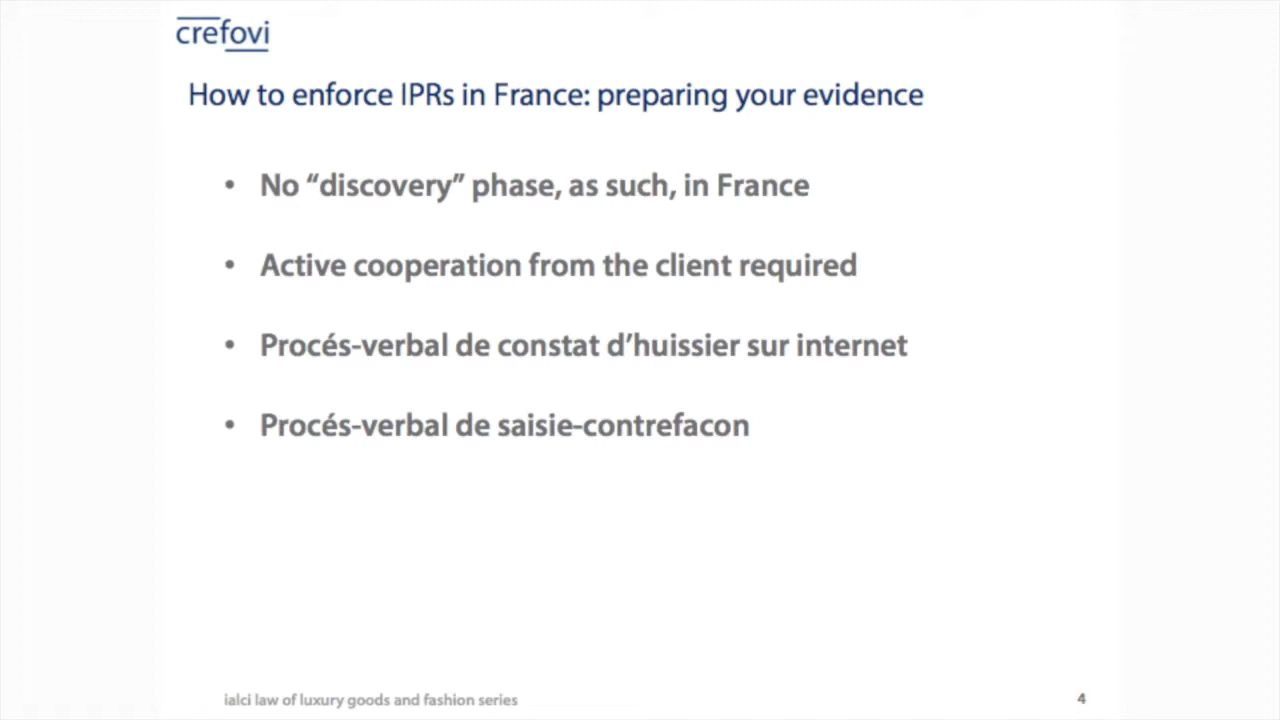 crefovi
How to enforce IPRs in France: preparing your evidence
• No “discovery” phase, as such, in France
• Active cooperation from the client required
• Procés-verbal de constat d’huissier sur internet
• Procés-verbal de saisie-contrefacon
ialci law of luxury goods and fashion series
4